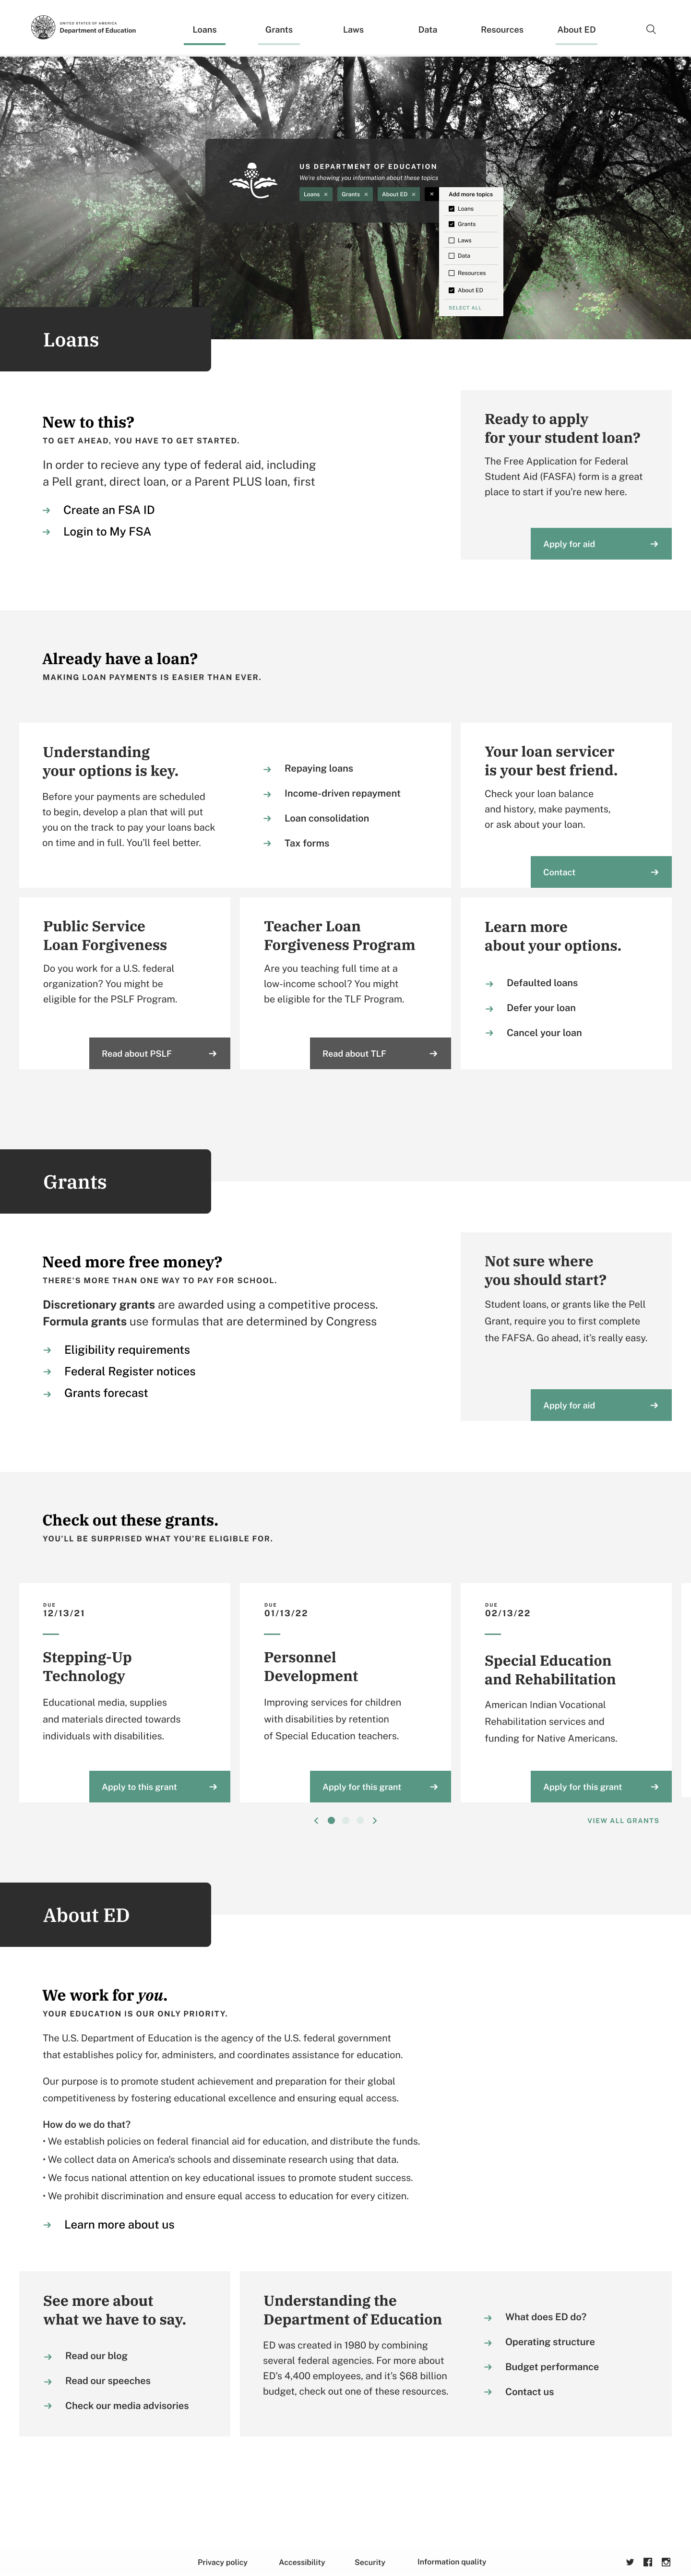 UNITED STATES OF AMERICA
Department of Education
Loans
Grants
Laws
Data
Resources
About ED
US DEPARTMENT OF EDUCATION
We're showing you information about these topics
Loans ×
Grants ×
About ED ×
×
Add more topics
Loans
Grants
Laws
Data
Resources
About ED
SELECT ALL
Loans
New to this?
TO GET AHEAD, YOU HAVE TO GET STARTED.
In order to recieve any type of federal aid, including
a Pell grant, direct loan, or a Parent PLUS loan, first
Create an FSA ID
Login to My FSA
Ready to apply
for your student loan?
The Free Application for Federal
Student Aid (FASFA) form is a great
place to start if you're new here.
Apply for aid
Already have a loan?
MAKING LOAN PAYMENTS IS EASIER THAN EVER.
Understanding
your options is key.
Before your payments are scheduled
to begin, develop a plan that will put
you on the track to pay your loans back
on time and in full. You'll feel better.
Repaying loans
Income-driven repayment
Loan consolidation
Tax forms
Your loan servicer
is your best friend.
Check your loan balance
and history, make payments,
or ask about your loan.
Contact
Public Service
Loan Forgiveness
Do you work for a U.S. federal
organization? You might be
eligible for the PSLF Program.
Read about PSLF
Teacher Loan
Forgiveness Program
Are you teaching full time at a
low-income school? You might
be eligible for the TLF Program.
Read about TLF
Learn more
about your options.
Defaulted loans
Defer your loan
Cancel your loan
Grants
Need more free money?
THERE'S MORE THAN ONE WAY TO PAY FOR SCHOOL.
Discretionary grants are awarded using a competitive process.
Formula grants use formulas that are determined by Congress
Eligibility requirements
Federal Register notices
Grants forecast
Not sure where
you should start?
Student loans, or grants like the Pell
Grant, require you to first complete
the FAFSA. Go ahead, it's really easy.
Apply for aid
Check out these grants.
YOU'LL BE SURPRISED WHAT YOU'RE ELIGIBLE FOR.
DUE
12/13/21
Stepping-Up
Technology
Educational media, supplies
and materials directed towards
individuals with disabilities.
Apply to this grant
DUE
01/13/22
Personnel
Development
Improving services for children
with disabilities by retention
of Special Education teachers.
Apply for this grant
DUE
02/13/22
Special Education
and Rehabilitation
American Indian Vocational
Rehabilitation services and
funding for Native Americans.
Apply for this grant
VIEW ALL GRANTS
About ED
We work for you.
YOUR EDUCATION IS OUR ONLY PRIORITY.
The U.S. Department of Education is the agency of the U.S. federal government
that establishes policy for, administers, and coordinates assistance for education.
Our purpose is to promote student achievement and preparation for their global
competitiveness by fostering educational excellence and ensuring equal access.
How do we do that?
• We establish policies on federal financial aid for education, and distribute the funds.
• We collect data on America's schools and disseminate research using that data.
• We focus national attention on key educational issues to promote student success.
• We prohibit discrimination and ensure equal access to education for every citizen.
Learn more about us
See more about
what we have to say.
Read our blog
Read our speeches
Check our media advisories
Understanding the
Department of Education
ED was created in 1980 by combining
several federal agencies. For more about
ED's 4,400 employees, and it's $68 billion
budget, check out one of these resources.
What does ED do?
Operating structure
Budget performance
Contact us
Privacy policy
Accessibility
Security
Information quality